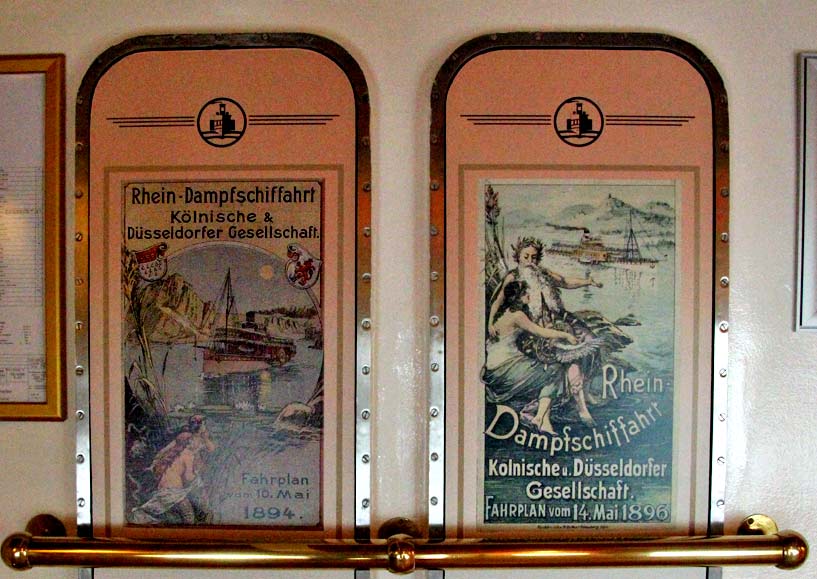 Rhein-Dampfschiffahrt
Kölnische &
Düsseldorfer Gesellschaft.
Fahrplan
vom 10. Mai
1894.
Rhein-
Dampfschiffahrt
Kölnische u. Düsseldorfer
Gesellschaft.
FAHRPLAN vom 14. Mai 1896